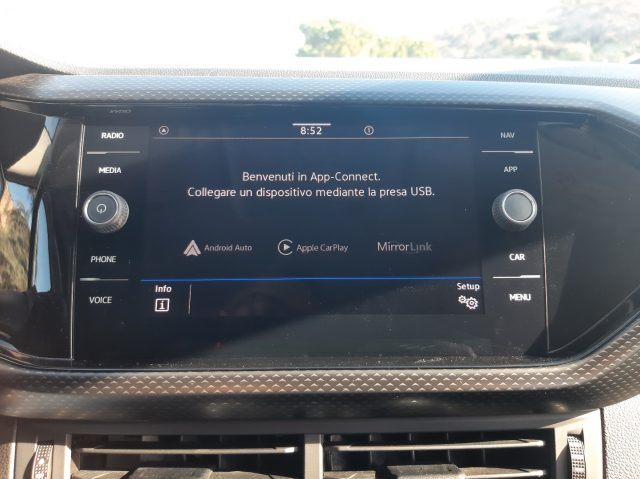 RADIO
MEDIA
PHONE
VOICE
8:52
Benvenuti in App-Connect.
Collegare un dispositivo mediante la presa USB.
Android Auto
Apple CarPlay
MirrorLink
Info
Setup
NAV
APP
CAR
MENU